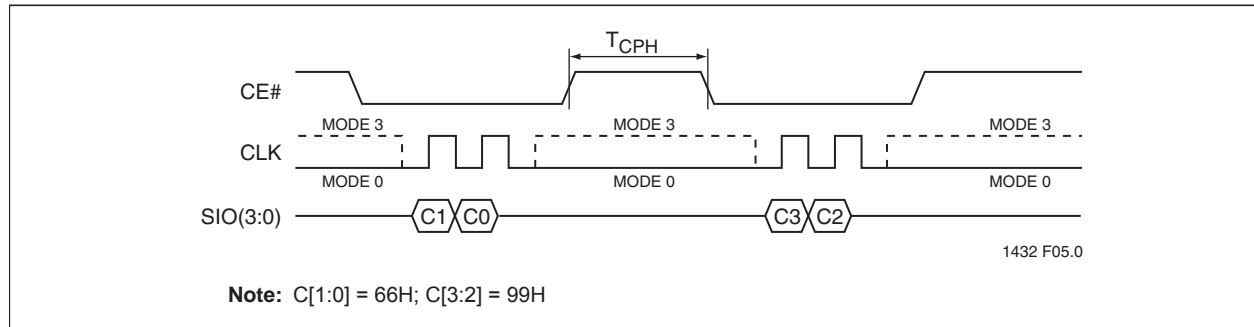 TCPH
CE#
MODE 3 MODE 3 MODE 3
CLK
MODE 0 MODE 0 MODE 0
SIO(3:0) C1 C0 C3 C2
1432 F05.0
Note: C[1:0] = 66H; C[3:2] = 99H